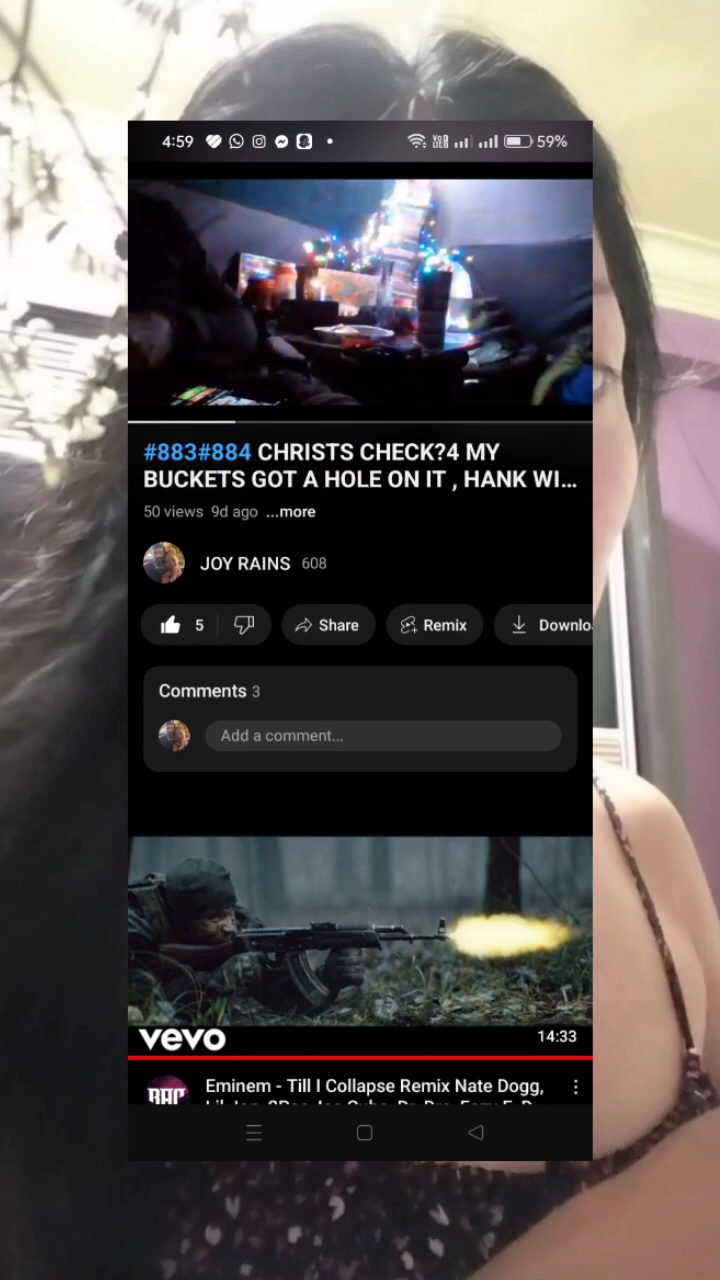 4:59
59%
#883#884 CHRISTS CHECK?4 MY
BUCKETS GOT A HOLE ON IT , HANK WI...
50 views 9d ago ...more
JOY RAINS 608
5 Share Remix Downlo
Comments 3
Add a comment...
vevo
14:33
Eminem - Till I Collapse Remix Nate Dogg,